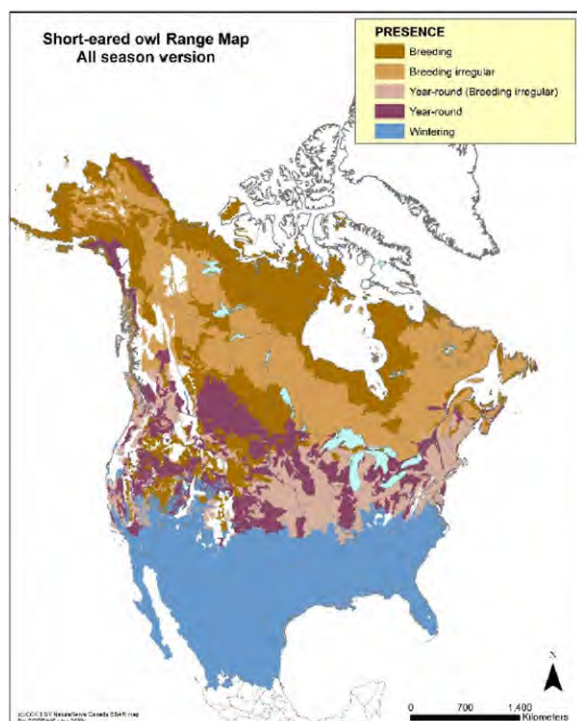 Short-eared owl Range Map
All season version
PRESENCE
Breeding
Breeding irregular
Year-round (Breeding irregular)
Year-round
Wintering
N
0 700 1,400
Kilometers